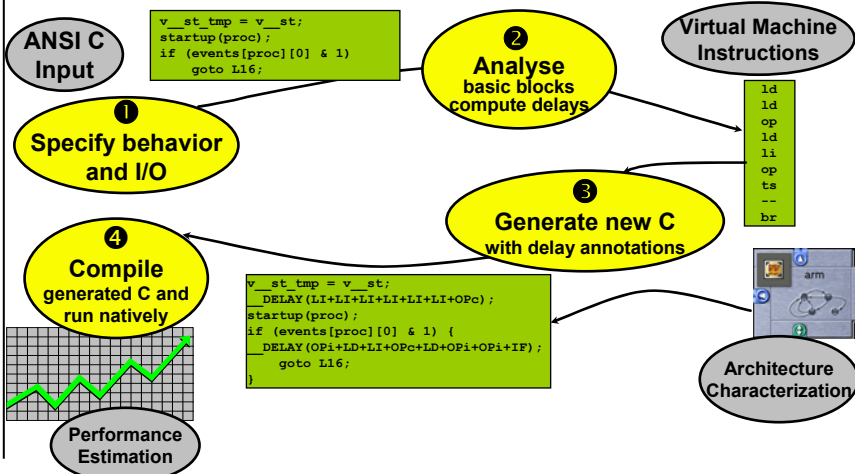 ANSI C
Input
v__st_tmp = v__st;
startup(proc);
if (events[proc][0] & 1)
goto L16;
❷
Analyse
basic blocks
compute delays
Virtual Machine
Instructions
❶
Specify behavior
and I/O
ld
ld
op
ld
li
op
ts
--
br
❸
Generate new C
with delay annotations
❹
Compile
generated C and
run natively
v__st_tmp = v__st;
__DELAY(LI+LI+LI+LI+LI+LI+OPc);
startup(proc);
if (events[proc][0] & 1) {
__DELAY(OPi+LD+LI+OPc+LD+OPi+OPi+IF);
goto L16;
}
arm
Architecture
Characterization
Performance
Estimation